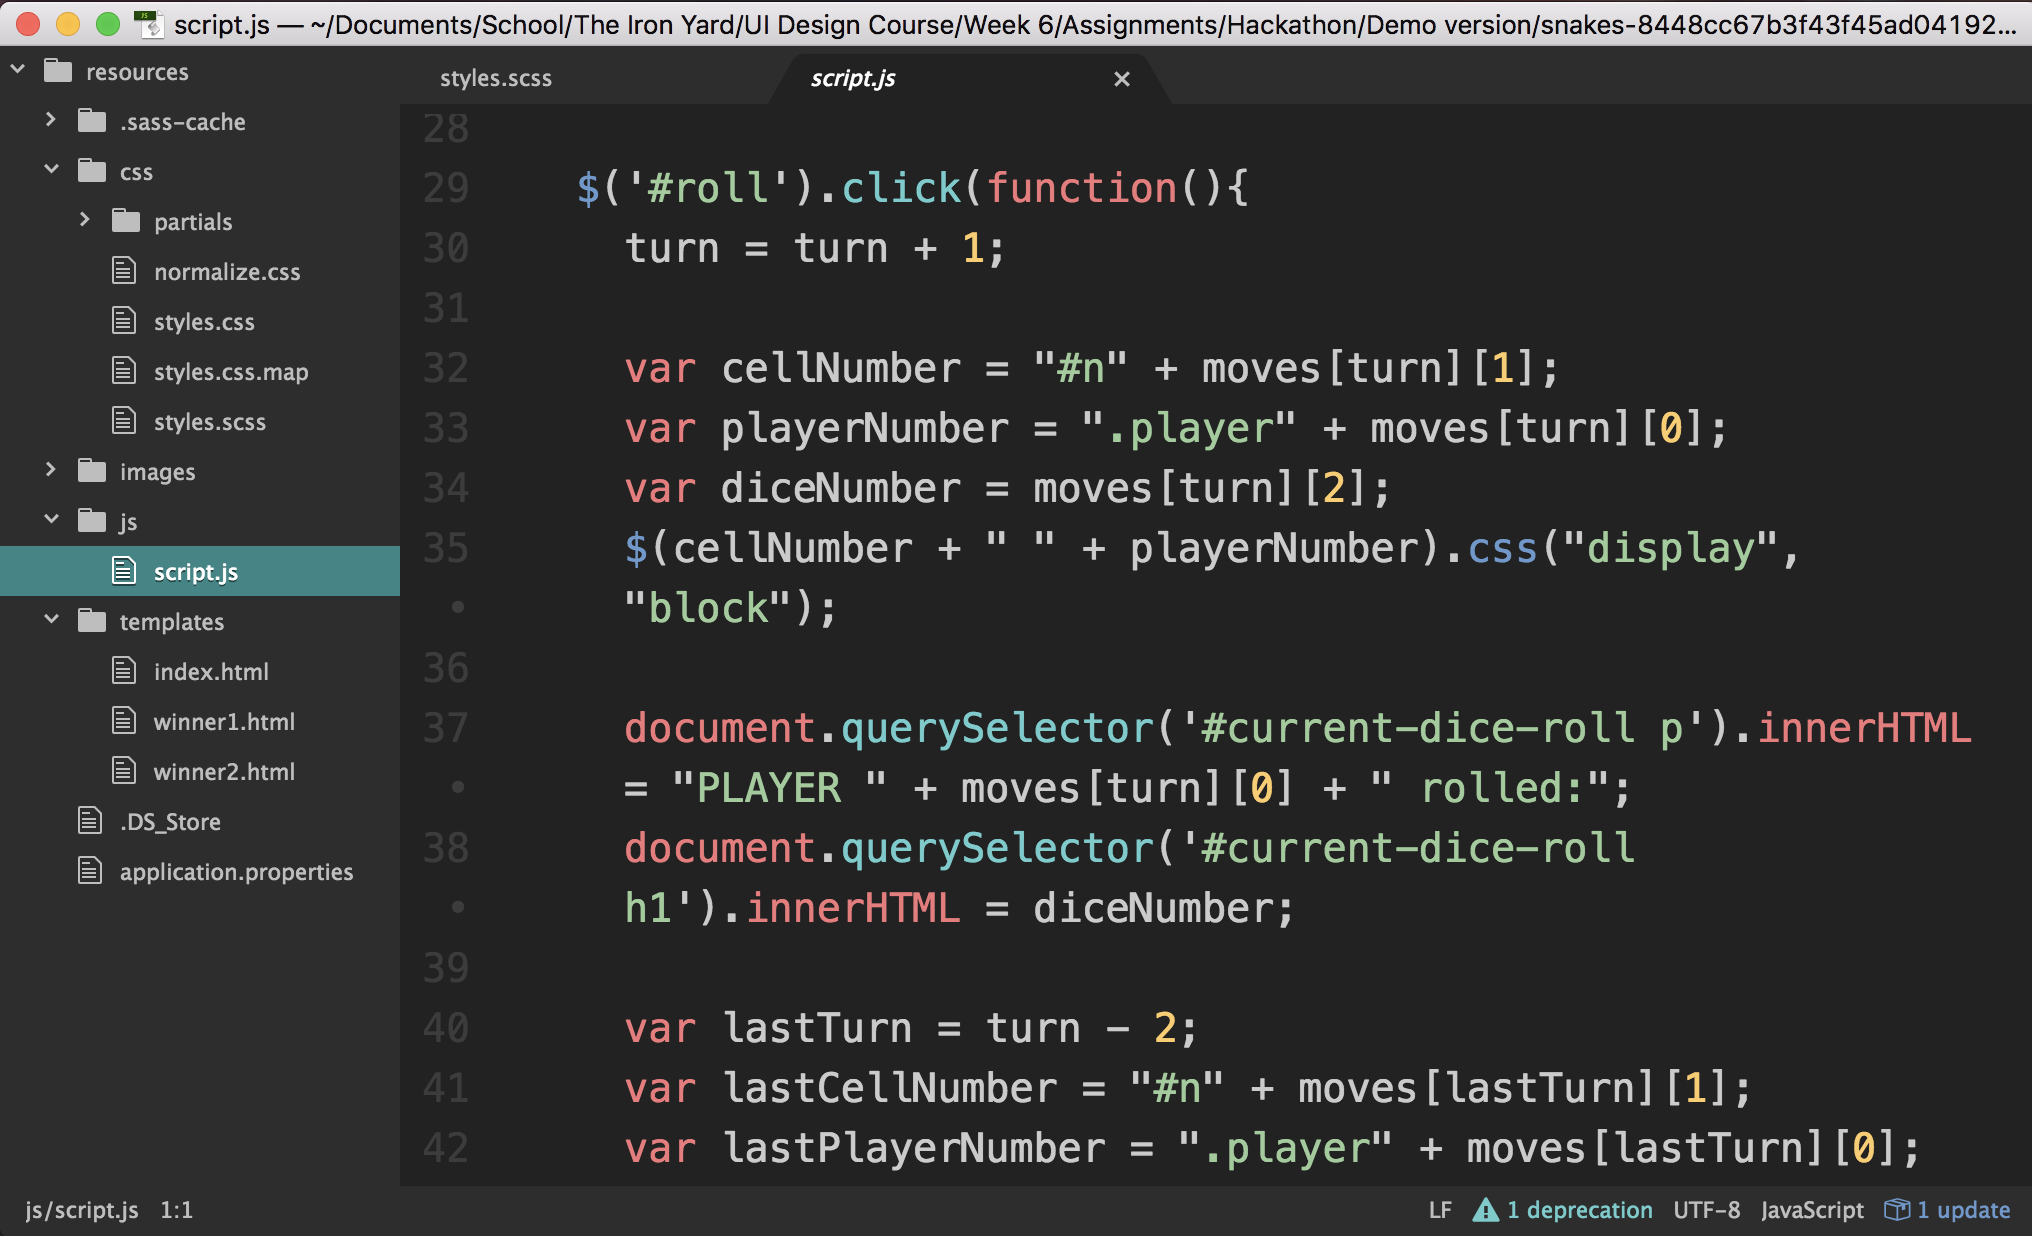 script.js — ~/Documents/School/The Iron Yard/UI Design Course/Week 6/Assignments/Hackathon/Demo version/snakes-8448cc67b3f43f45ad04192...
resources
.sass-cache
css
partials
normalize.css
styles.css
styles.css.map
styles.scss
images
js
script.js
templates
index.html
winner1.html
winner2.html
.DS_Store
application.properties
styles.scss
script.js ×
28
29 $('#roll').click(function(){
30 turn = turn + 1;
31
32 var cellNumber = "#n" + moves[turn][1];
33 var playerNumber = ".player" + moves[turn][0];
34 var diceNumber = moves[turn][2];
35 $(cellNumber + " " + playerNumber).css("display",
• "block");
36
37 document.querySelector('#current-dice-roll p').innerHTML
• = "PLAYER " + moves[turn][0] + " rolled:";
38 document.querySelector('#current-dice-roll
• h1').innerHTML = diceNumber;
39
40 var lastTurn = turn - 2;
41 var lastCellNumber = "#n" + moves[lastTurn][1];
42 var lastPlayerNumber = ".player" + moves[lastTurn][0];
js/script.js 1:1
LF 1 deprecation UTF-8 JavaScript 1 update